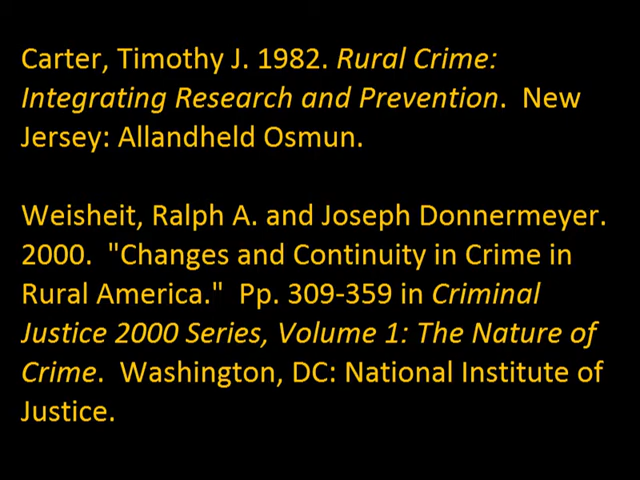 Carter, Timothy J. 1982. Rural Crime:
Integrating Research and Prevention.  New
Jersey: Allandheld Osmun.
Weisheit, Ralph A. and Joseph Donnermeyer.
2000.  "Changes and Continuity in Crime in
Rural America."  Pp. 309-359 in Criminal
Justice 2000 Series, Volume 1: The Nature of
Crime.  Washington, DC: National Institute of
Justice.